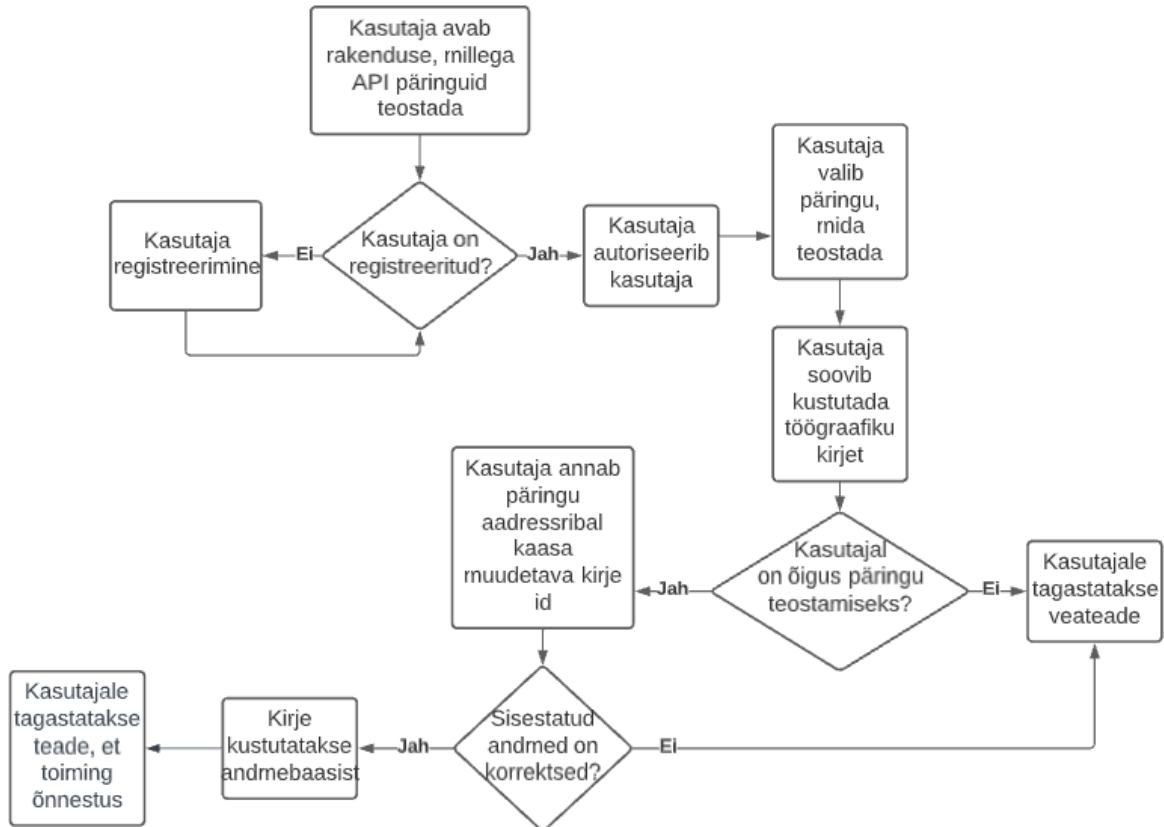 Kasutaja avab
rakenduse, millega
API päringuid
teostada
Kasutaja on
registreeritud?
Ei
Kasutaja
registreerimine
Jah
Kasutaja
autoriseerib
kasutaja
Kasutaja
valib
päringu,
mida
teostada
Kasutaja
soovib
kustutada
töögraafiku
kirjet
Kasutajal
on õigus päringu
teostamiseks?
Ei
Kasutajale
tagastatakse
veateade
Jah
Kasutaja annab
päringu
aadressribal
kaasa
muudetava kirje
id
Sisestatud
andmed on
korrektsed?
Ei
Jah
Kirje
kustutatakse
andmebaasist
Kasutajale
tagastatakse
teade, et
toiming
õnnestus